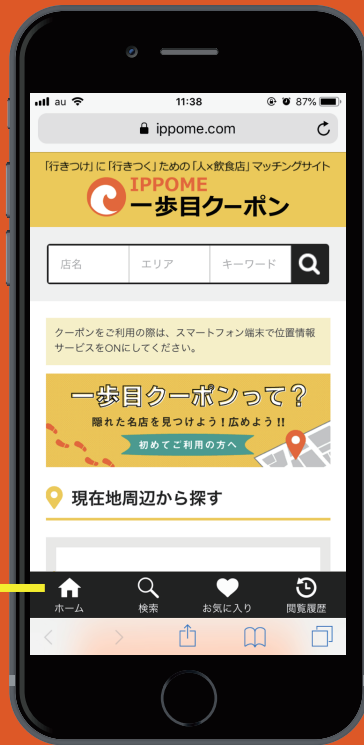 au 11:38 87%
ippome.com
「行きつけ」に「行きつく」ための「人×飲食店」マッチングサイト
IPPOME
一歩目クーポン
店名 エリア キーワード
クーポンをご利用の際は、スマートフォン端末で位置情報
サービスをONにしてください。
一歩目クーポンって？
隠れた名店を見つけよう！広めよう!!
初めてご利用の方へ
現在地周辺から探す
ホーム 検索 お気に入り 閲覧履歴